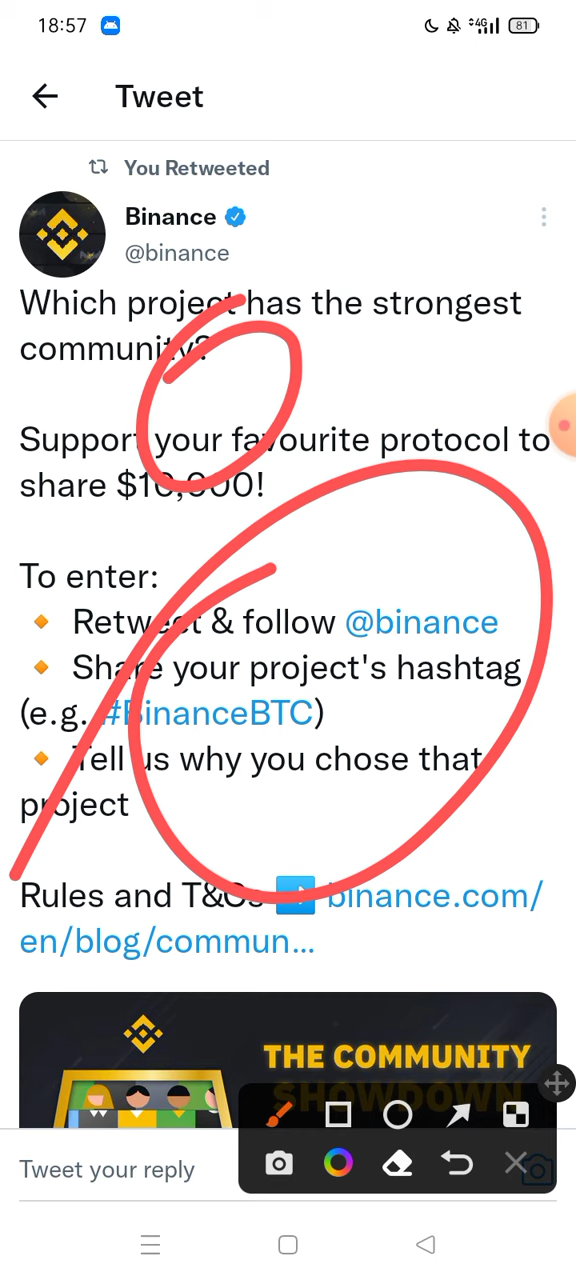 18:57 4G 81
Tweet
You Retweeted
Binance
@binance
Which project has the strongest
community?
Support your favourite protocol to
share $10,000!
To enter:
🔸 Retweet & follow @binance
🔸 Share your project's hashtag
(e.g. #BinanceBTC)
🔸 Tell us why you chose that
project
Rules and T&Cs ➡️ binance.com/
en/blog/commun...
THE COMMUNITY
SHOWDOWN
Tweet your reply